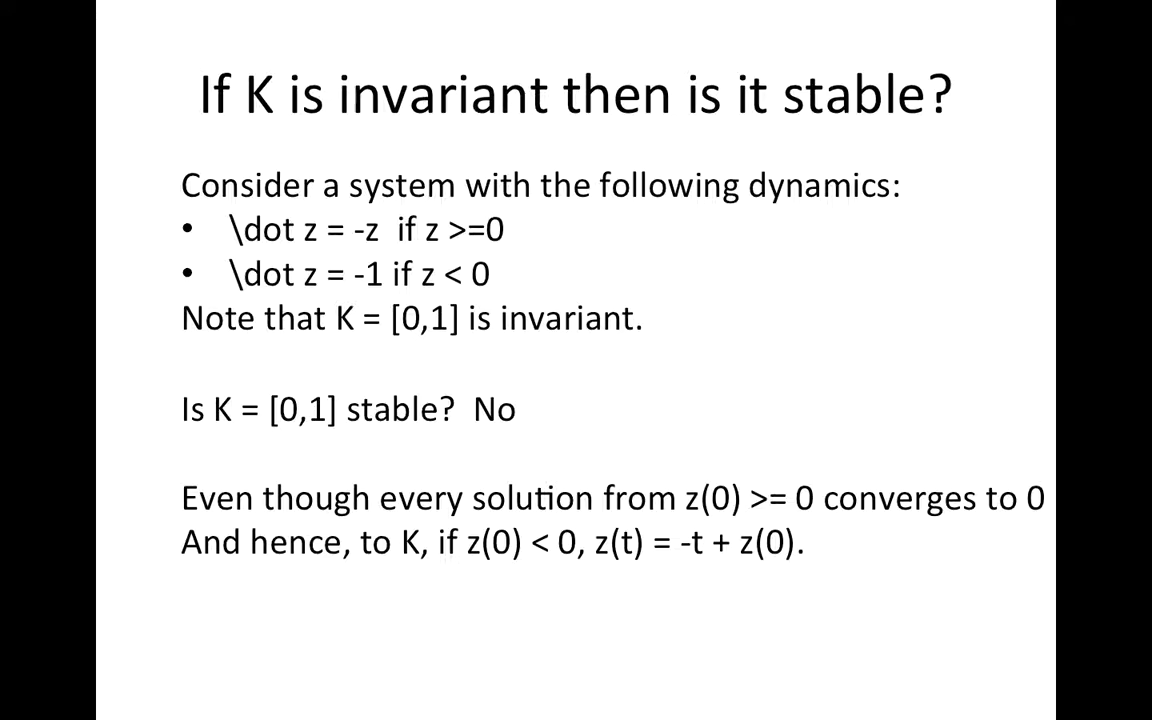 If K is invariant then is it stable?
Consider a system with the following dynamics:
• \dot z = -z if z >=0
• \dot z = -1 if z < 0
Note that K = [0,1] is invariant.
Is K = [0,1] stable? No
Even though every solution from z(0) >= 0 converges to 0
And hence, to K, if z(0) < 0, z(t) = -t + z(0).